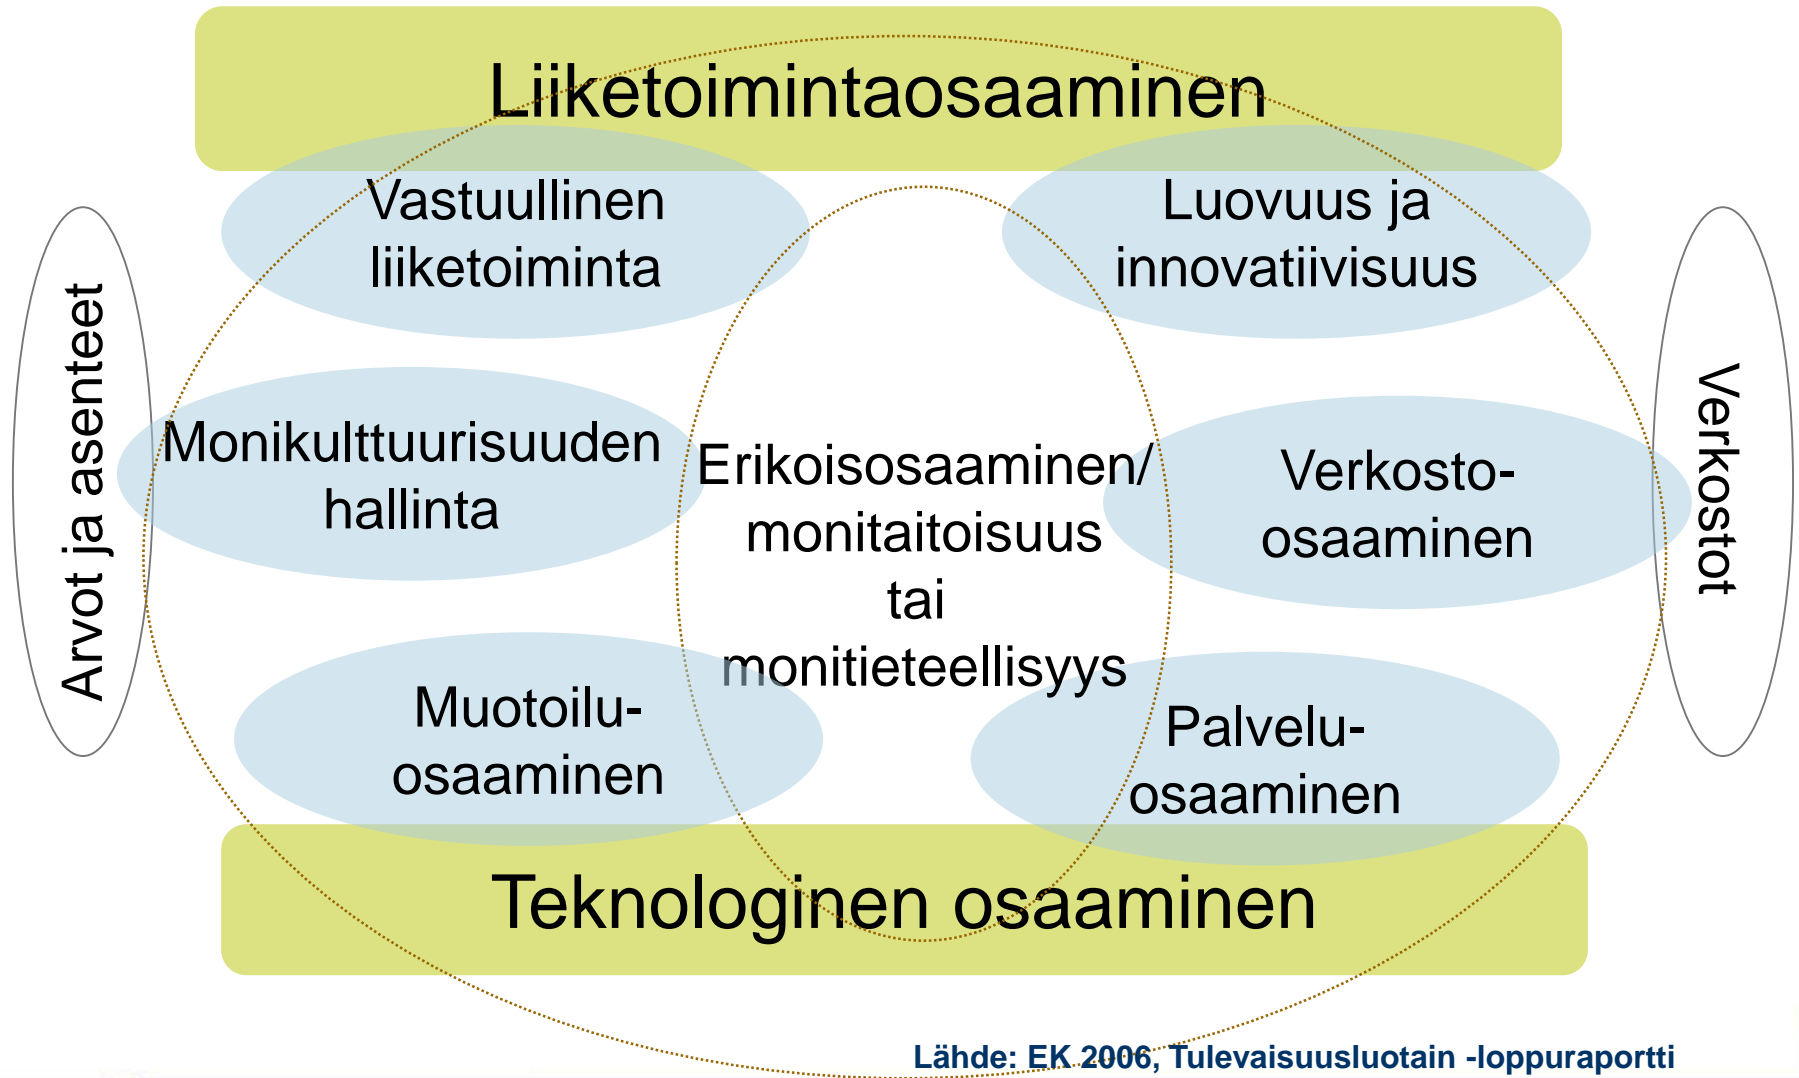 Liiketoimintaosaaminen
Vastuullinen
liiketoiminta
Luovuus ja
innovatiivisuus
Arvot ja asenteet
Monikulttuurisuuden
hallinta
Erikoisosaaminen/
monitaitoisuus
tai
monitieteellisyys
Verkosto-
osaaminen
Verkostot
Muotoilu-
osaaminen
Palvelu-
osaaminen
Teknologinen osaaminen
Lähde: EK 2006, Tulevaisuusluotain -loppuraportti